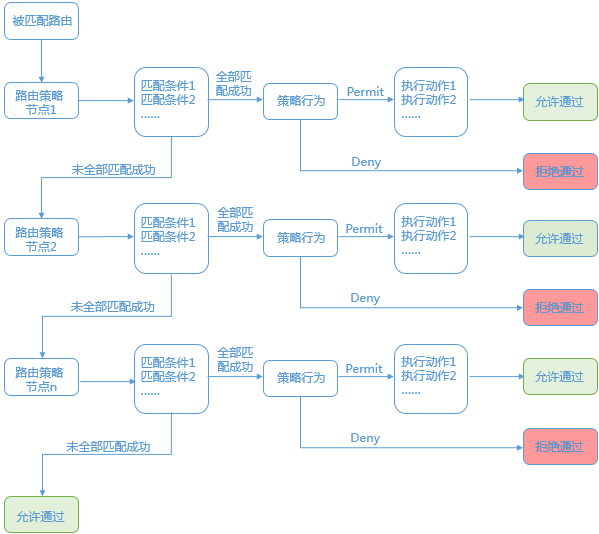 被匹配路由
路由策略
节点1
匹配条件1
匹配条件2
......
全部匹
配成功
策略行为
Permit
执行动作1
执行动作2
......
允许通过
Deny
拒绝通过
未全部匹配成功
路由策略
节点2
匹配条件1
匹配条件2
......
全部匹
配成功
策略行为
Permit
执行动作1
执行动作2
......
允许通过
Deny
拒绝通过
未全部匹配成功
路由策略
节点n
匹配条件1
匹配条件2
......
全部匹
配成功
策略行为
Permit
执行动作1
执行动作2
......
允许通过
Deny
拒绝通过
未全部匹配成功
允许通过